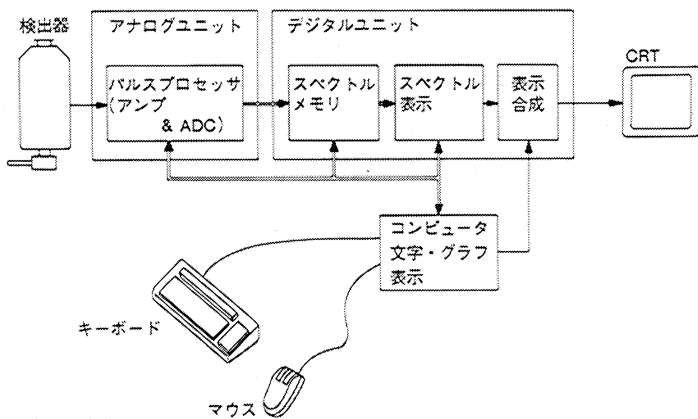 検出器
アナログユニット
デジタルユニット
CRT
パルスプロセッサ
(アンプ
& ADC)
スペクトル
メモリ
スペクトル
表示
表示
合成
コンピュータ
文字・グラフ
表示
キーボード
マウス